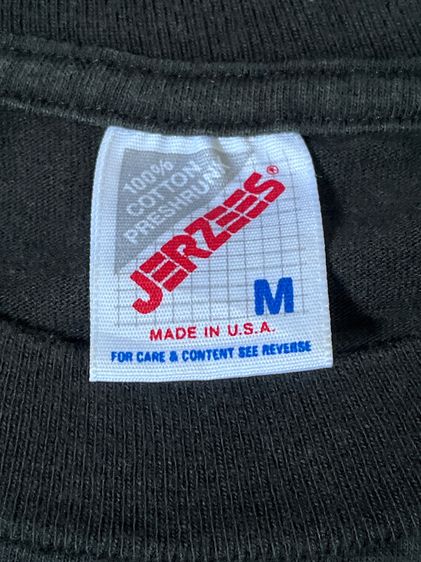 100%
COTTON
PRESHRUNK
JERZEES®
M
MADE IN U.S.A.
FOR CARE & CONTENT SEE REVERSE